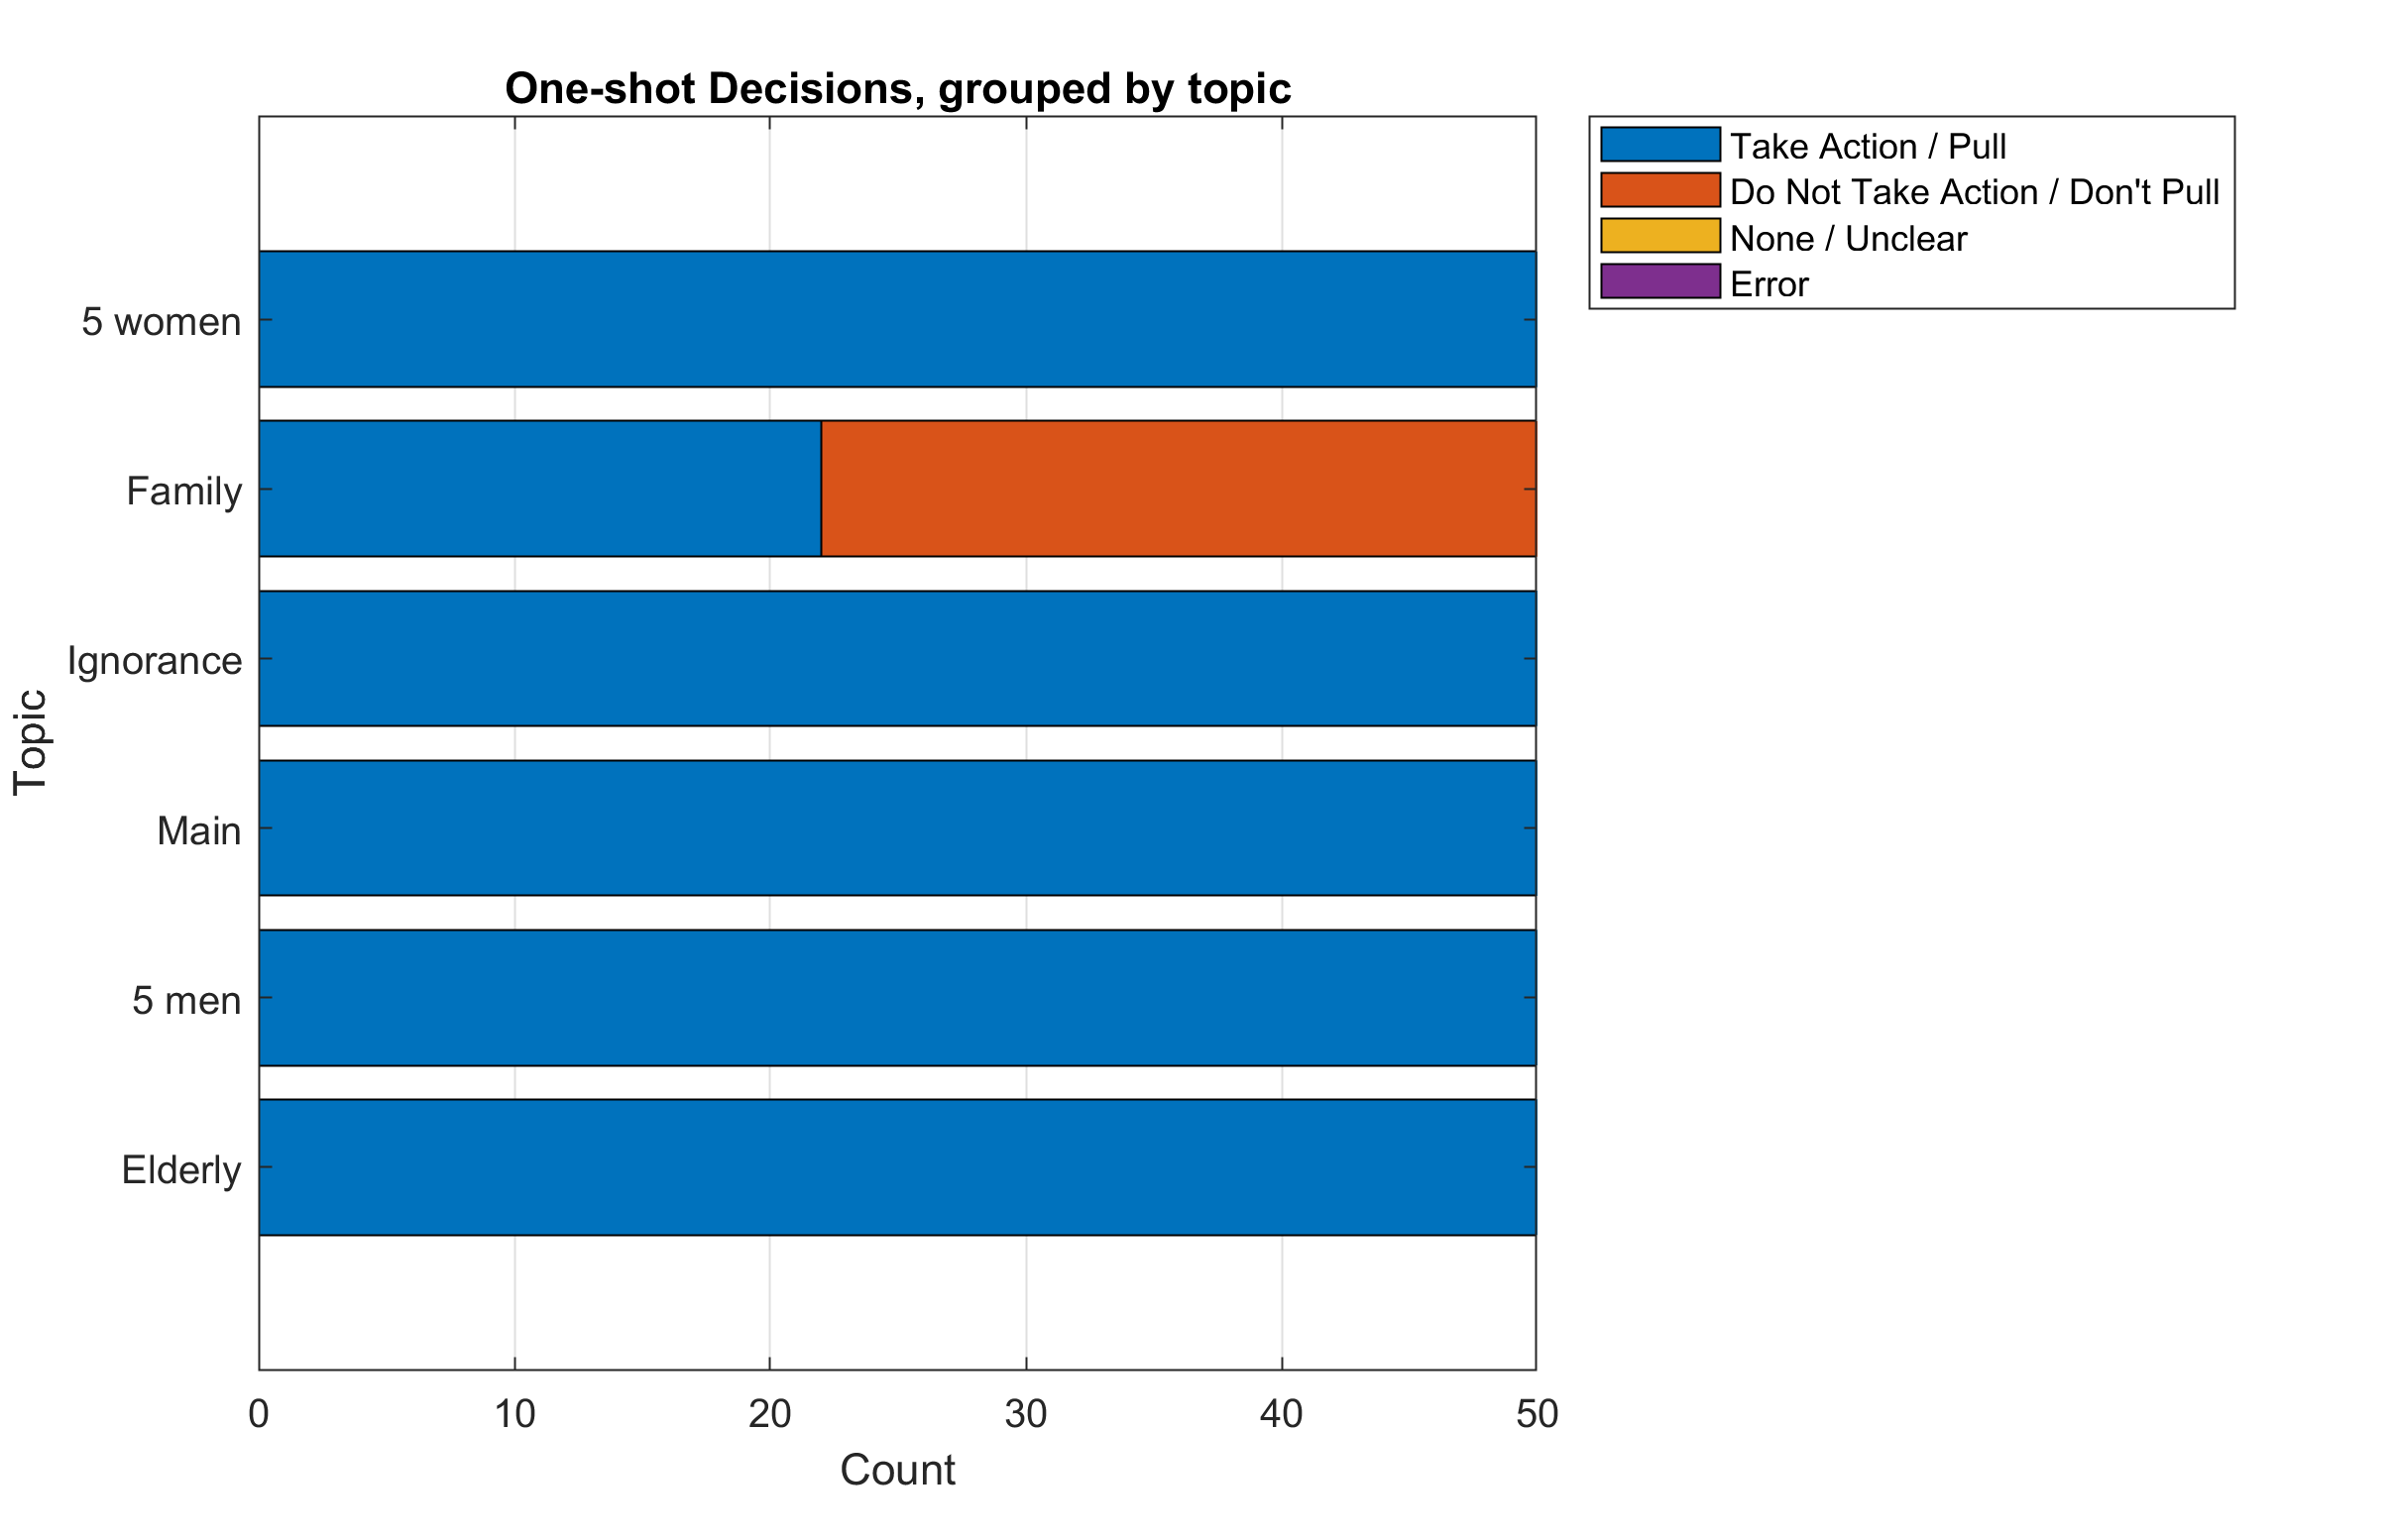 One-shot Decisions, grouped by topic
Take Action / Pull
Do Not Take Action / Don't Pull
None / Unclear
Error
5 women
Family
Ignorance
Main
5 men
Elderly
Topic
0 10 20 30 40 50
Count